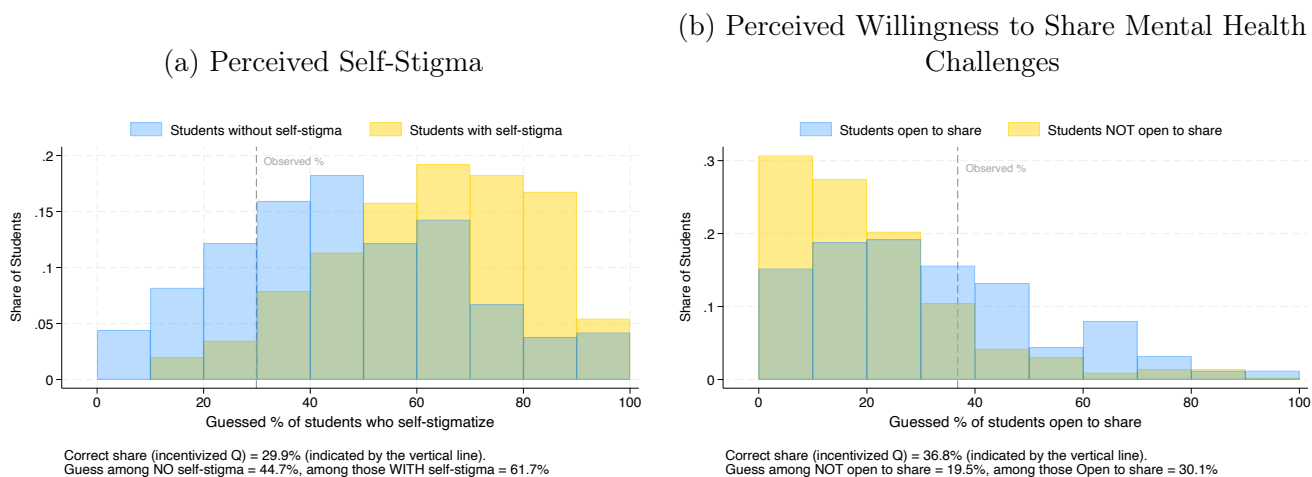 (a) Perceived Self-Stigma
Students without self-stigma
Students with self-stigma
Observed %
.2
.15
.1
.05
0
Share of Students
0 20 40 60 80 100
Guessed % of students who self-stigmatize
Correct share (incentivized Q) = 29.9% (indicated by the vertical line).
Guess among NO self-stigma = 44.7%, among those WITH self-stigma = 61.7%
(b) Perceived Willingness to Share Mental Health
Challenges
Students open to share
Students NOT open to share
Observed %
.3
.2
.1
0
Share of Students
0 20 40 60 80 100
Guessed % of students open to share
Correct share (incentivized Q) = 36.8% (indicated by the vertical line).
Guess among NOT open to share = 19.5%, among those Open to share = 30.1%